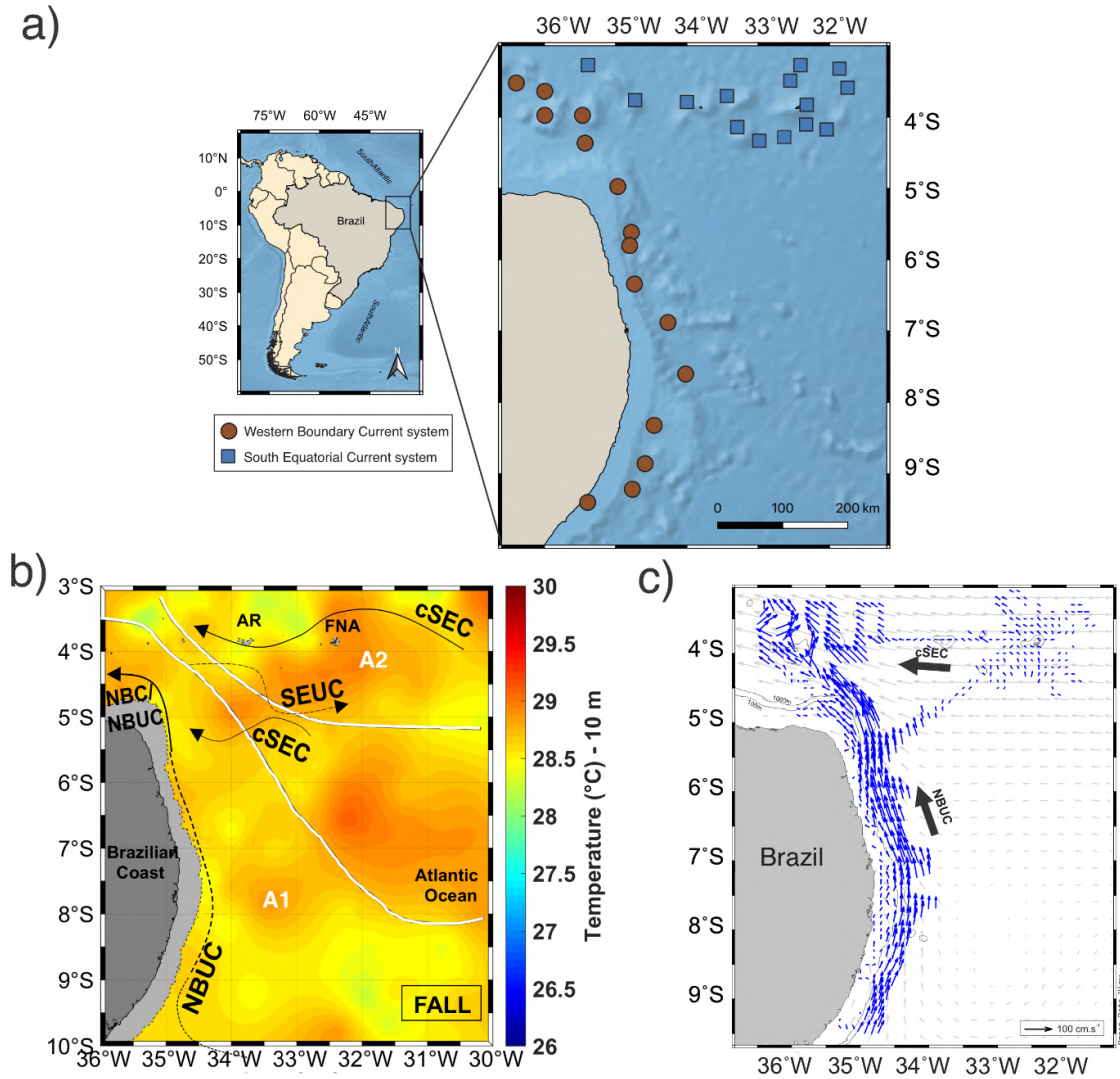 a)
36°W 35°W 34°W 33°W 32°W
75°W 60°W 45°W
10°N
0°
10°S
20°S
30°S
40°S
50°S
SouthAtlantic
Brazil
SouthAtlantic
N
4°S
5°S
6°S
7°S
8°S
9°S
0 100 200 km
Western Boundary Current system
South Equatorial Current system
b)
3°S
4°S
5°S
6°S
7°S
8°S
9°S
10°S
36°W 35°W 34°W 33°W 32°W 31°W 30°W
AR
FNA
cSEC
A2
SEUC
NBC
NBUC
cSEC
Brazilian
Coast
Atlantic
Ocean
A1
NBUC
FALL
30
29.5
29
28.5
28
27.5
27
26.5
26
Temperature (°C) - 10 m
c)
4°S
5°S
6°S
7°S
8°S
9°S
cSEC
NBUC
Brazil
100 cm.s⁻¹
36°W 35°W 34°W 33°W 32°W